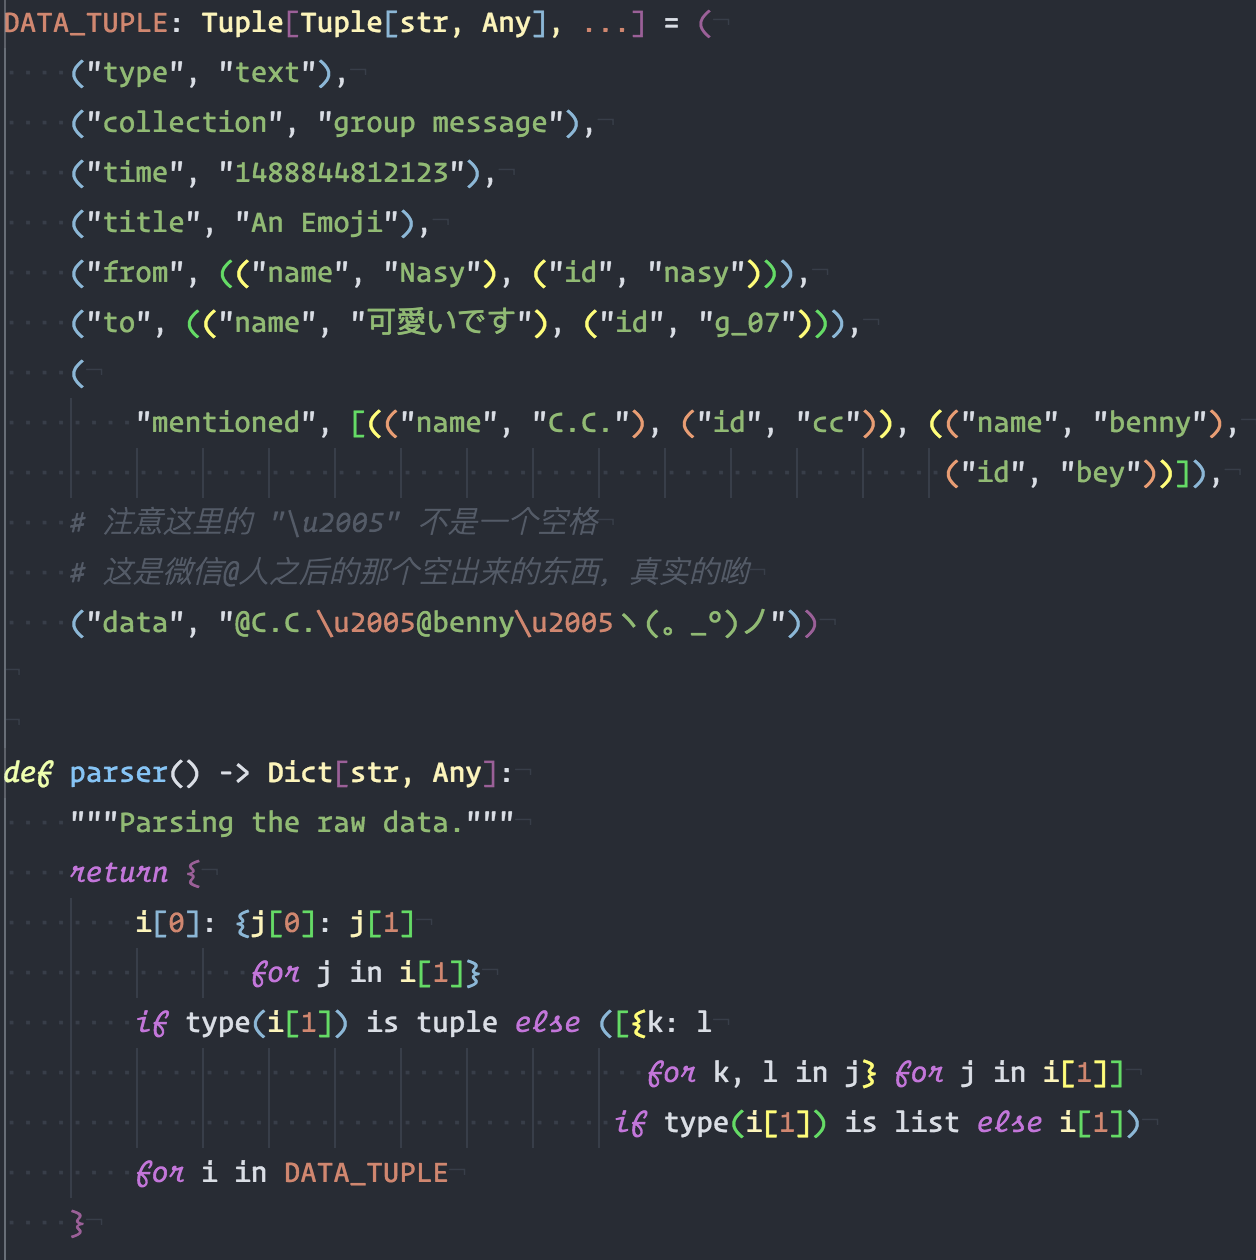 DATA_TUPLE: Tuple[Tuple[str, Any], ...] = (
("type", "text"),
("collection", "group message"),
("time", "1488844812123"),
("title", "An Emoji"),
("from", (("name", "Nasy"), ("id", "nasy"))),
("to", (("name", "可愛いです"), ("id", "g_07"))),
(
"mentioned", [(("name", "C.C."), ("id", "cc")), (("name", "benny"),
("id", "bey"))]),
# 注意这里的 "\u2005" 不是一个空格
# 这是微信@人之后的那个空出来的东西, 真实的哟
("data", "@C.C.\u2005@benny\u2005ヽ(。_°)ノ"))
def parser() -> Dict[str, Any]:
"""Parsing the raw data."""
return {
i[0]: {j[0]: j[1]
for j in i[1]}
if type(i[1]) is tuple else ([{k: l
for k, l in j} for j in i[1]]
if type(i[1]) is list else i[1])
for i in DATA_TUPLE
}